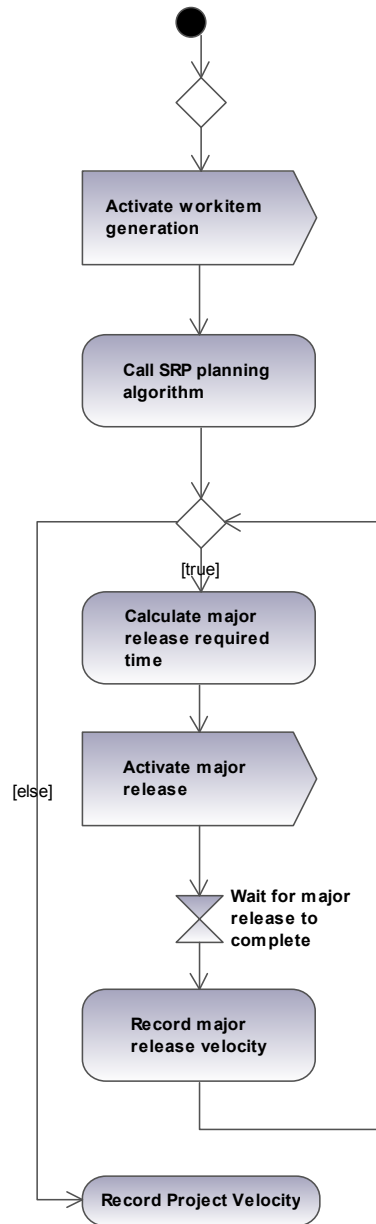 Activate workitem
generation
Call SRP planning
algorithm
[true]
Calculate major
release required
time
Activate major
release
[else]
Wait for major
release to
complete
Record major
release velocity
Record Project Velocity